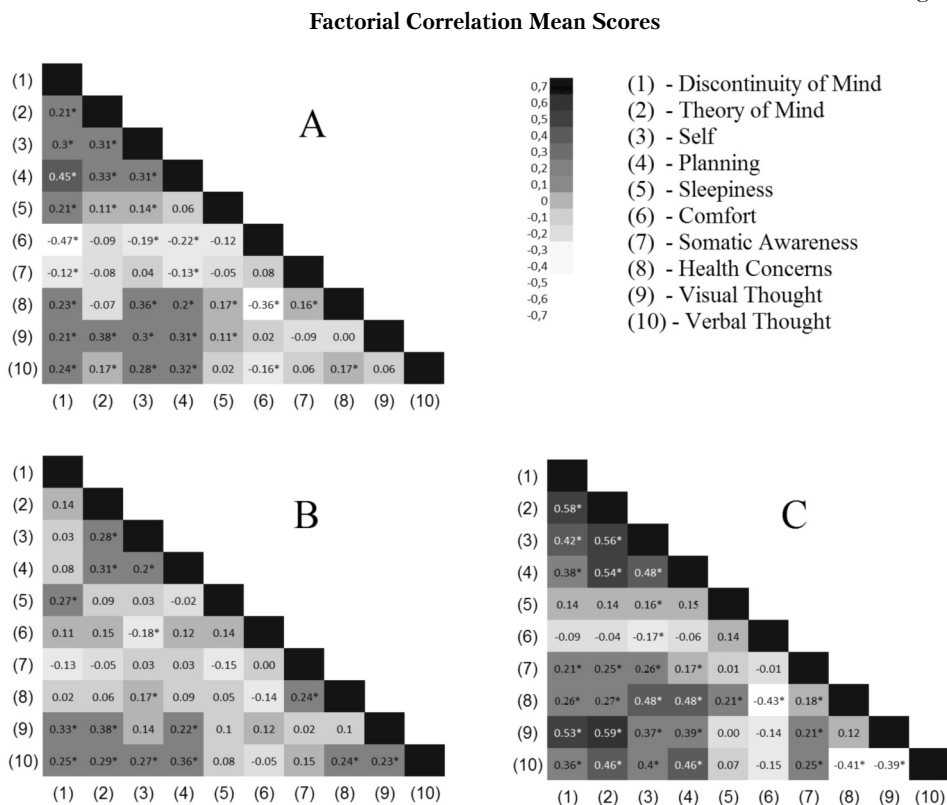 Factorial Correlation Mean Scores
A
(1)
(2) 0.21*
(3) 0.3* 0.31*
(4) 0.45* 0.33* 0.31*
(5) 0.21* 0.11* 0.14* 0.06
(6) -0.47* -0.09 -0.19* -0.22* -0.12
(7) -0.12* -0.08 0.04 -0.13* -0.05 0.08
(8) 0.23* -0.07 0.36* 0.2* 0.17* -0.36* 0.16*
(9) 0.21* 0.38* 0.3* 0.31* 0.11* 0.02 -0.09 0.00
(10) 0.24* 0.17* 0.28* 0.32* 0.02 -0.16* 0.06 0.17* 0.06
(1) (2) (3) (4) (5) (6) (7) (8) (9) (10)
0,7
0,6
0,5
0,4
0,3
0,2
0,1
0
-0,1
-0,2
-0,3
-0,4
-0,5
-0,6
-0,7
(1) - Discontinuity of Mind
(2) - Theory of Mind
(3) - Self
(4) - Planning
(5) - Sleepiness
(6) - Comfort
(7) - Somatic Awareness
(8) - Health Concerns
(9) - Visual Thought
(10) - Verbal Thought
B
(1)
(2) 0.14
(3) 0.03 0.28*
(4) 0.08 0.31* 0.2*
(5) 0.27* 0.09 0.03 -0.02
(6) 0.11 0.15 -0.18* 0.12 0.14
(7) -0.13 -0.05 0.03 0.03 -0.15 0.00
(8) 0.02 0.06 0.17* 0.09 0.05 -0.14 0.24*
(9) 0.33* 0.38* 0.14 0.22* 0.1 0.12 0.02 0.1
(10) 0.25* 0.29* 0.27* 0.36* 0.08 -0.05 0.15 0.24* 0.23*
(1) (2) (3) (4) (5) (6) (7) (8) (9) (10)
C
(1)
(2) 0.58*
(3) 0.42* 0.56*
(4) 0.38* 0.54* 0.48*
(5) 0.14 0.14 0.16* 0.15
(6) -0.09 -0.04 -0.17* -0.06 0.14
(7) 0.21* 0.25* 0.26* 0.17* 0.01 -0.01
(8) 0.26* 0.27* 0.48* 0.48* 0.21* -0.43* 0.18*
(9) 0.53* 0.59* 0.37* 0.39* 0.00 -0.14 0.21* 0.12
(10) 0.36* 0.46* 0.4* 0.46* 0.07 -0.15 0.25* -0.41* -0.39*
(1) (2) (3) (4) (5) (6) (7) (8) (9) (10)